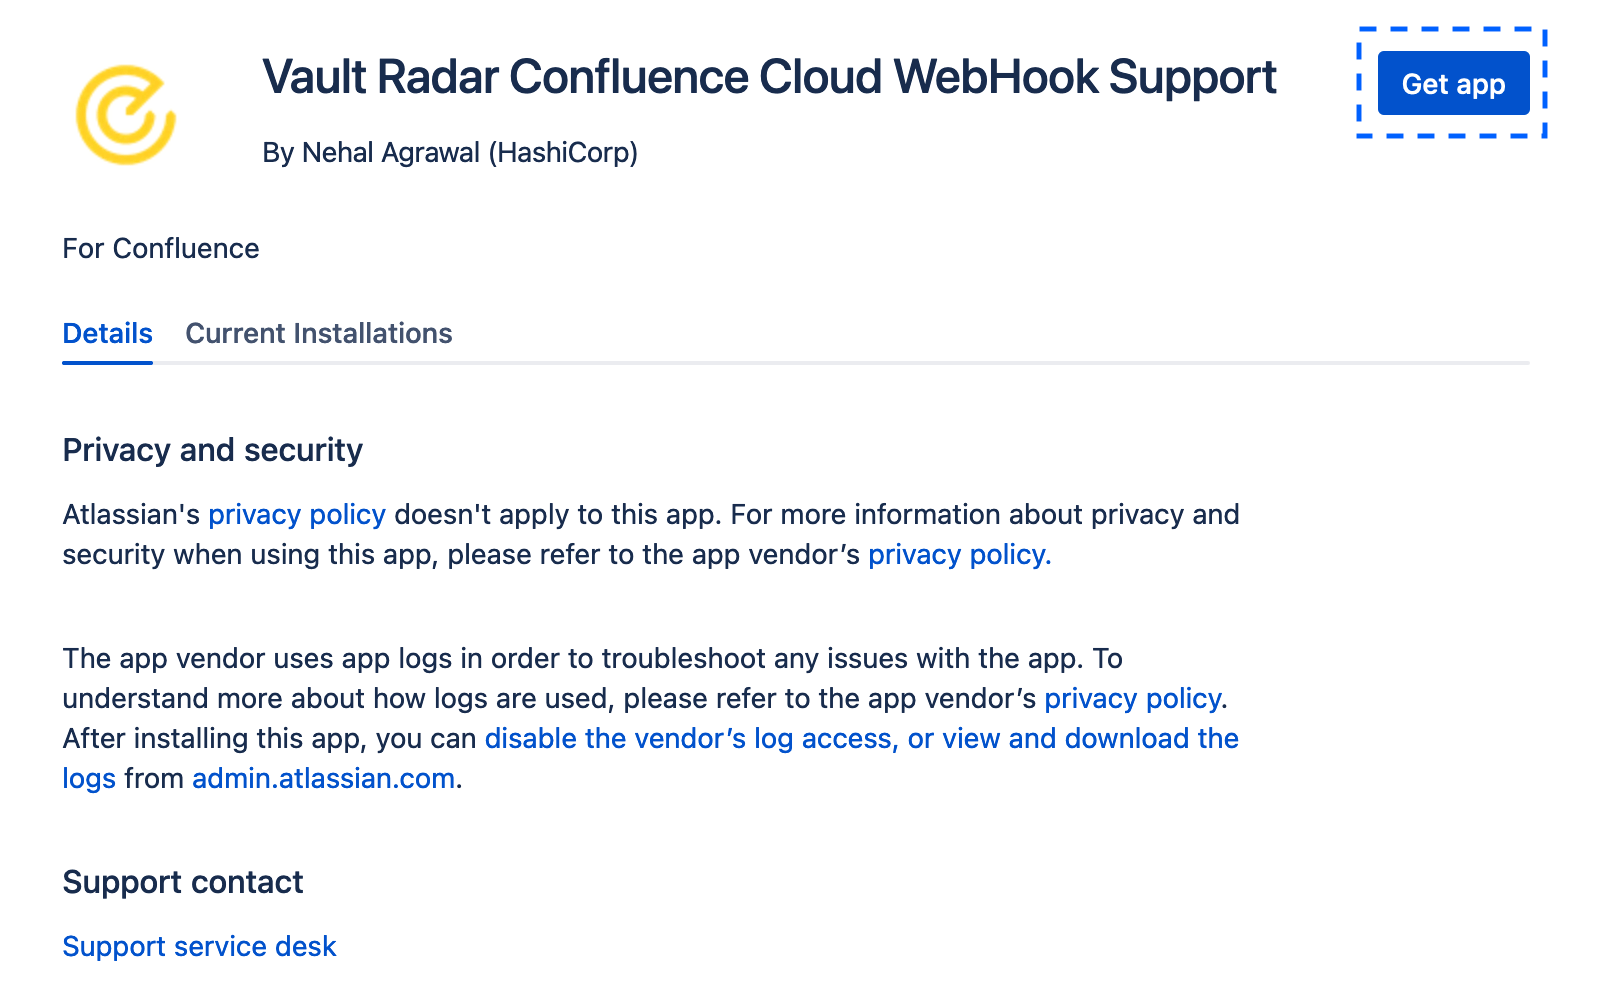 Vault Radar Confluence Cloud WebHook Support
Get app
By Nehal Agrawal (HashiCorp)
For Confluence
Details
Current Installations
Privacy and security
Atlassian's privacy policy doesn't apply to this app. For more information about privacy and
security when using this app, please refer to the app vendor’s privacy policy.
The app vendor uses app logs in order to troubleshoot any issues with the app. To
understand more about how logs are used, please refer to the app vendor’s privacy policy.
After installing this app, you can disable the vendor’s log access, or view and download the
logs from admin.atlassian.com.
Support contact
Support service desk